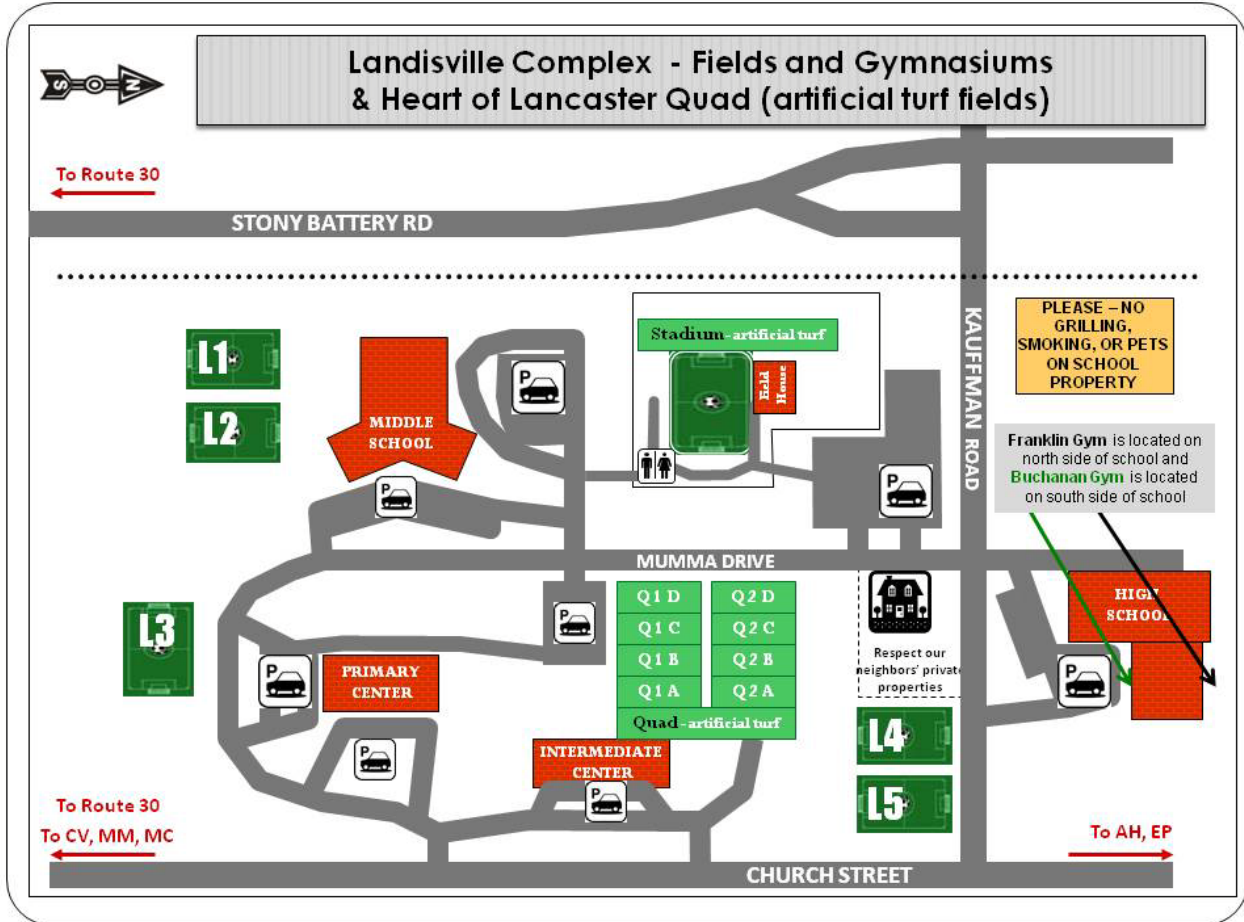 Landisville Complex - Fields and Gymnasiums
& Heart of Lancaster Quad (artificial turf fields)
S O N
To Route 30
STONY BATTERY RD
KAUFFMAN ROAD
PLEASE – NO
GRILLING,
SMOKING, OR PETS
ON SCHOOL
PROPERTY
Stadium - artificial turf
Field
House
L1
L2
MIDDLE
SCHOOL
P
P
P
Franklin Gym is located on
north side of school and
Buchanan Gym is located
on south side of school
MUMMA DRIVE
L3
P
PRIMARY
CENTER
P
P
Q1 D
Q2 D
Q1 C
Q2 C
Q1 B
Q2 B
Q1 A
Q2 A
Quad - artificial turf
INTERMEDIATE
CENTER
P
Respect our
neighbors' private
properties
L4
L5
HIGH
SCHOOL
P
To Route 30
To CV, MM, MC
To AH, EP
CHURCH STREET